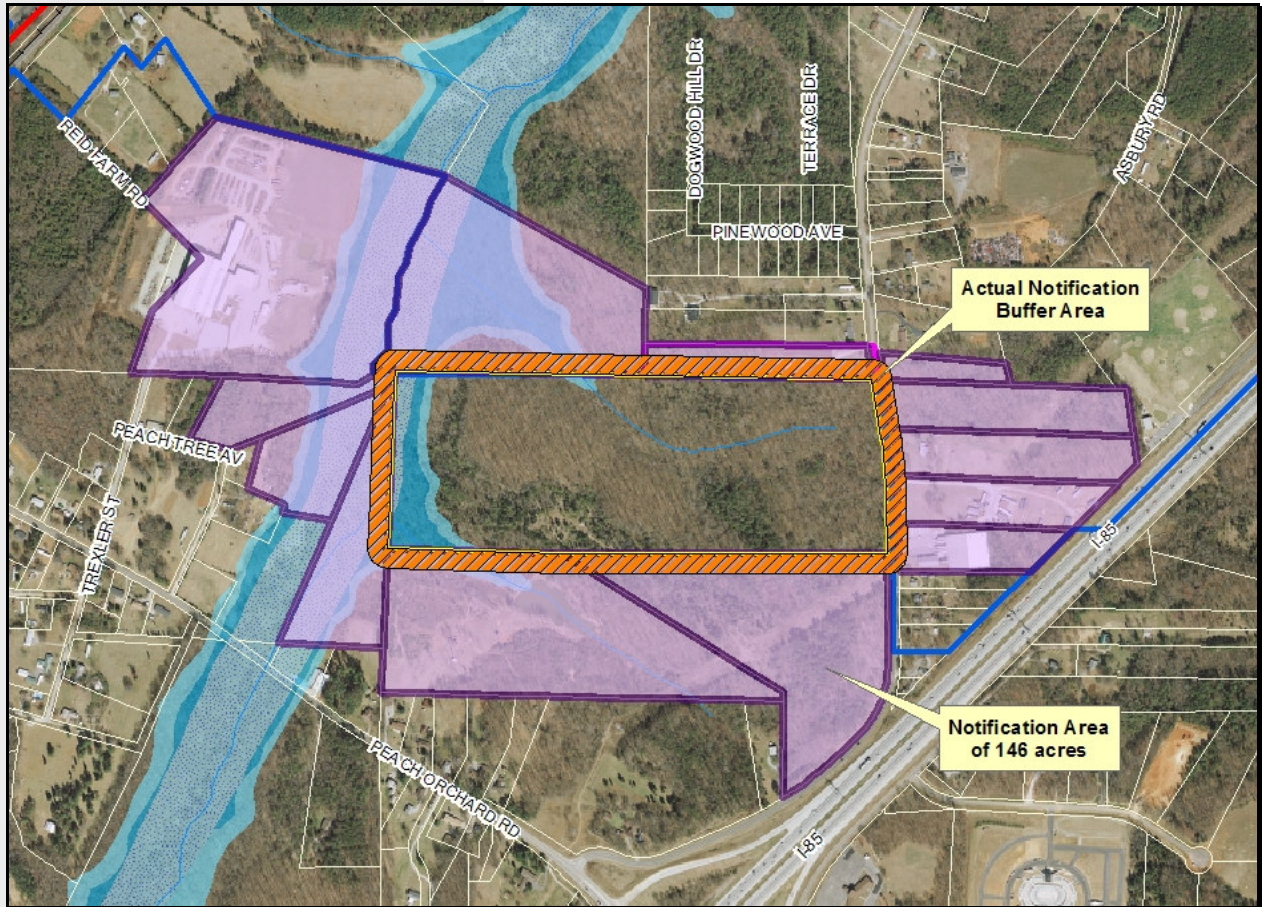 DOGWOOD HILL DR
TERRACE DR
ASBURY RD
REID FARM RD
PINEWOOD AVE
Actual Notification
Buffer Area
PEACH TREE AV
TREXLER ST
I-85
Notification Area
of 146 acres
PEACH ORCHARD RD
I-85